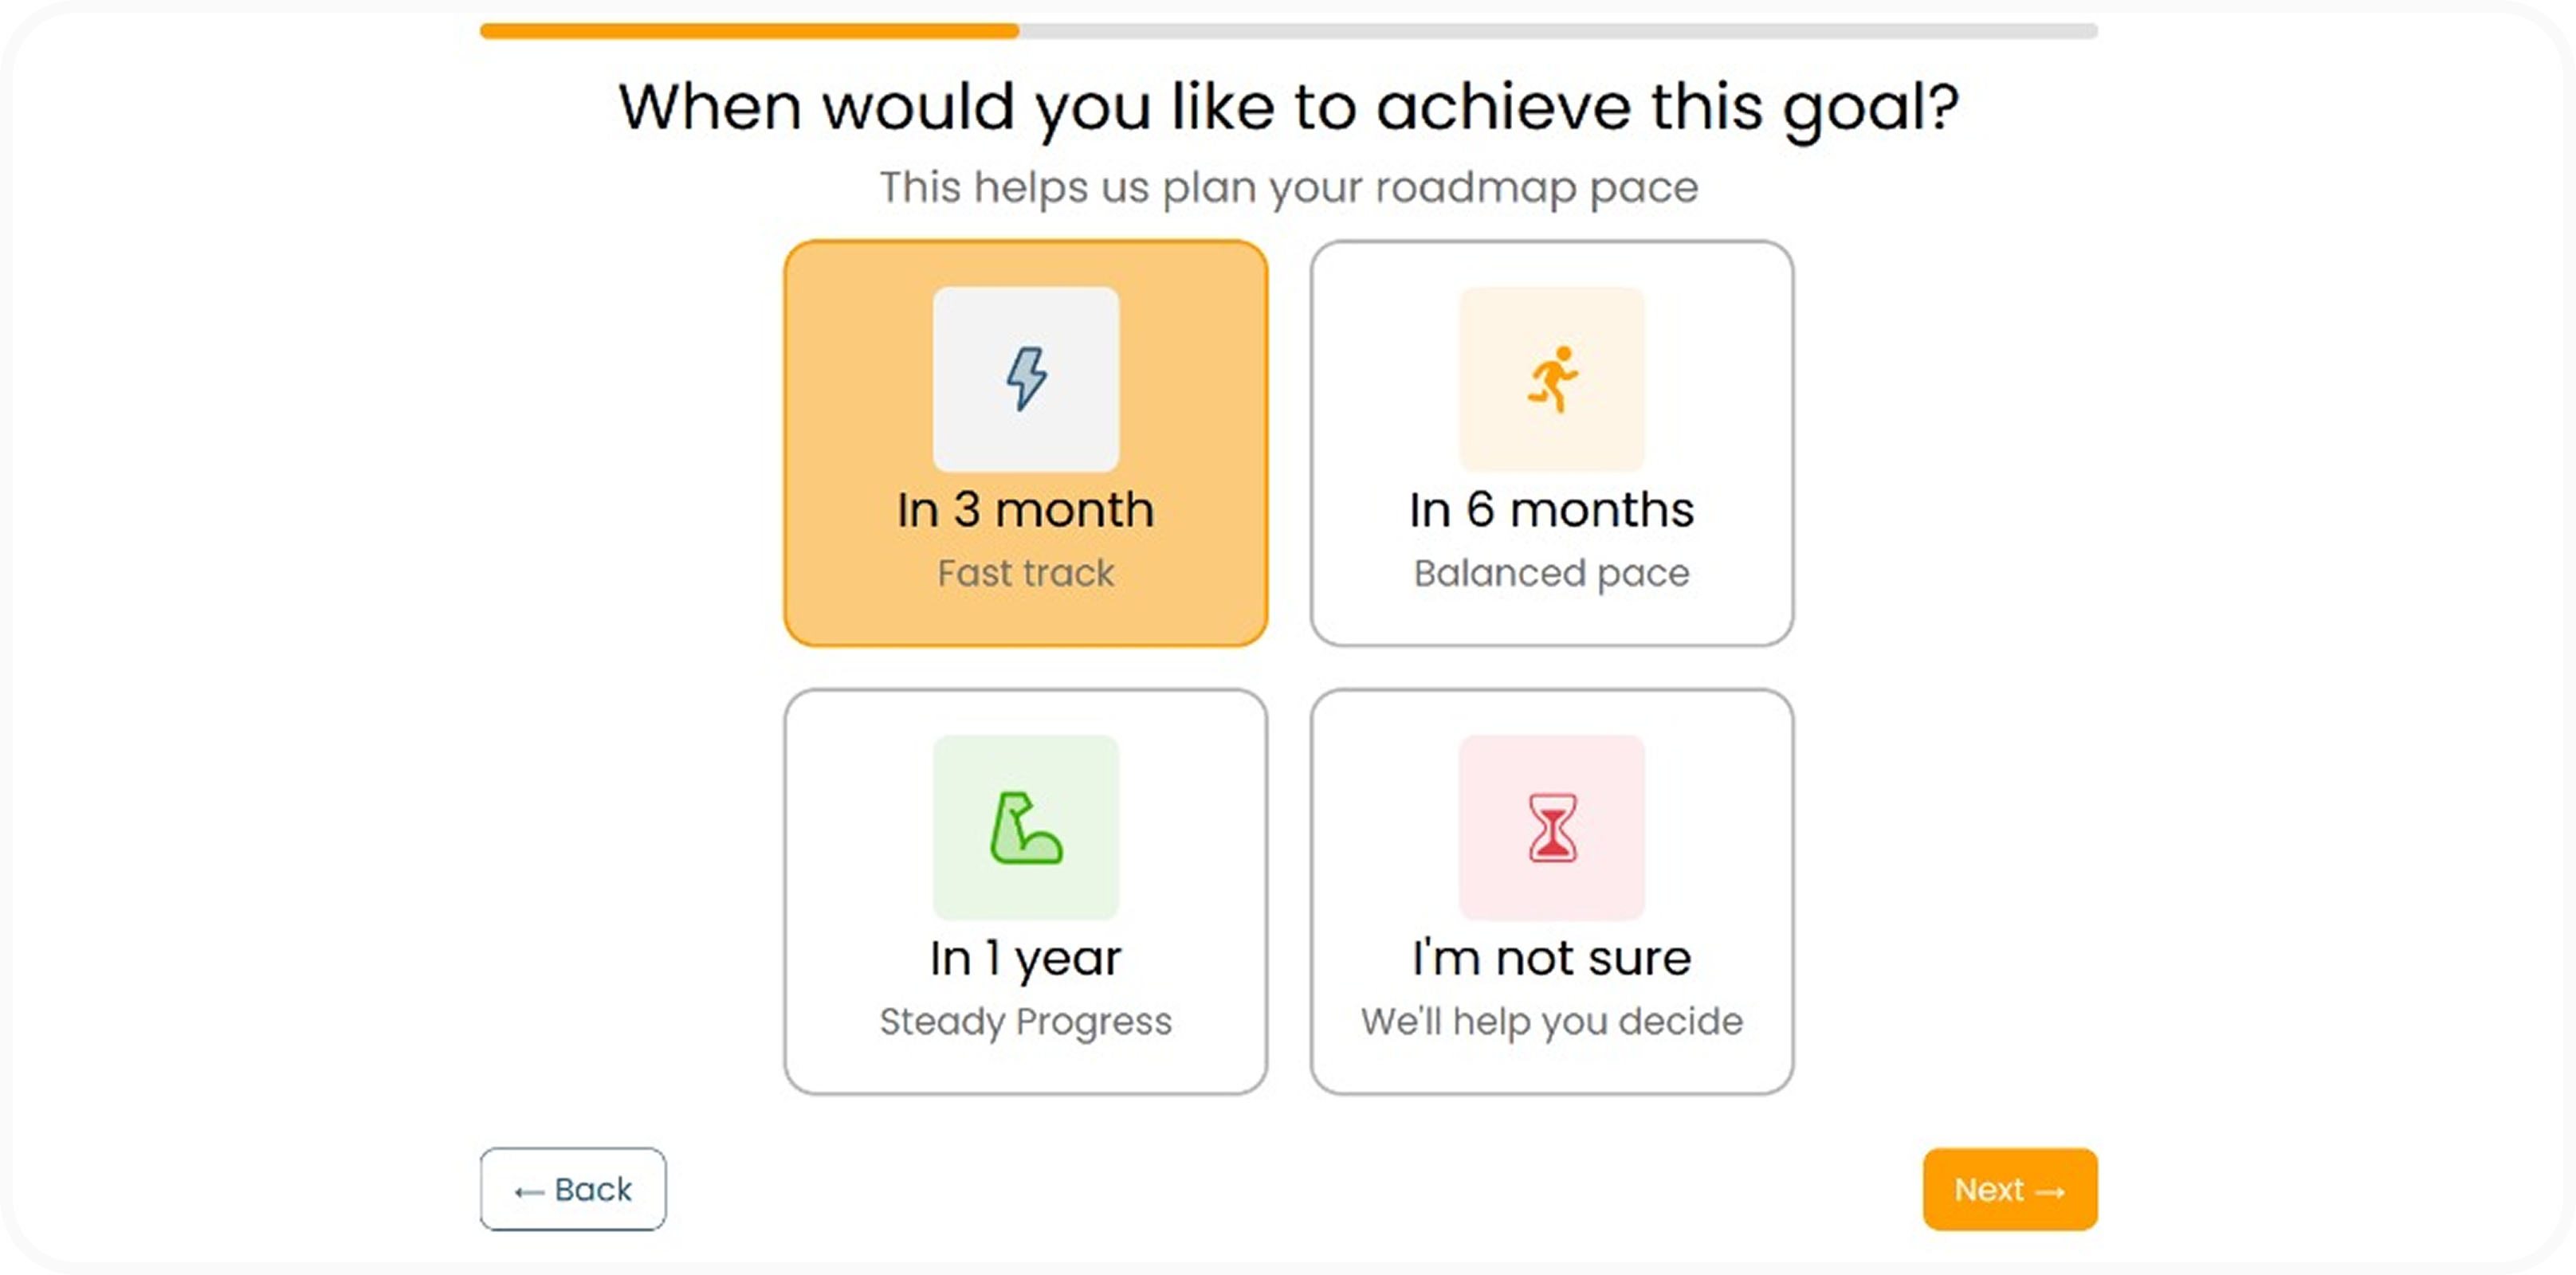 When would you like to achieve this goal?
This helps us plan your roadmap pace
In 3 month
Fast track
In 6 months
Balanced pace
In 1 year
Steady Progress
I'm not sure
We'll help you decide
← Back
Next →